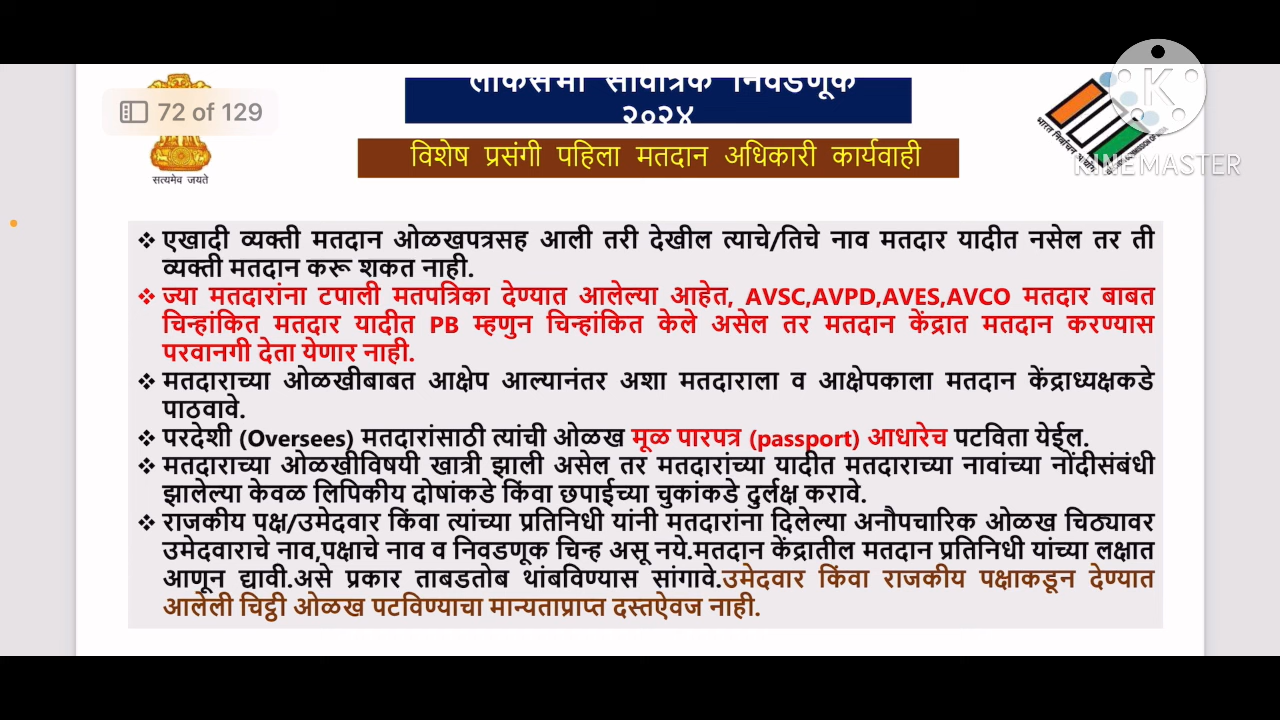 72 of 129
लोकसभा सार्वत्रिक निवडणूक
२०२४
विशेष प्रसंगी पहिला मतदान अधिकारी कार्यवाही
सत्यमेव जयते
KINEMASTER
❖ एखादी व्यक्ती मतदान ओळखपत्रसह आली तरी देखील त्याचे/तिचे नाव मतदार यादीत नसेल तर ती
व्यक्ती मतदान करू शकत नाही.
❖ ज्या मतदारांना टपाली मतपत्रिका देण्यात आलेल्या आहेत, AVSC,AVPD,AVES,AVCO मतदार बाबत
चिन्हांकित मतदार यादीत PB म्हणुन चिन्हांकित केले असेल तर मतदान केंद्रात मतदान करण्यास
परवानगी देता येणार नाही.
❖ मतदाराच्या ओळखीबाबत आक्षेप आल्यानंतर अशा मतदाराला व आक्षेपकाला मतदान केंद्राध्यक्षकडे
पाठवावे.
❖ परदेशी (Oversees) मतदारांसाठी त्यांची ओळख मूळ पारपत्र (passport) आधारेच पटविता येईल.
❖ मतदाराच्या ओळखीविषयी खात्री झाली असेल तर मतदारांच्या यादीत मतदाराच्या नावांच्या नोंदीसंबंधी
झालेल्या केवळ लिपिकीय दोषांकडे किंवा छपाईच्या चुकांकडे दुर्लक्ष करावे.
❖ राजकीय पक्ष/उमेदवार किंवा त्यांच्या प्रतिनिधी यांनी मतदारांना दिलेल्या अनौपचारिक ओळख चिठ्यावर
उमेदवाराचे नाव,पक्षाचे नाव व निवडणूक चिन्ह असू नये.मतदान केंद्रातील मतदान प्रतिनिधी यांच्या लक्षात
आणून द्यावी.असे प्रकार ताबडतोब थांबविण्यास सांगावे.उमेदवार किंवा राजकीय पक्षाकडून देण्यात
आलेली चिट्ठी ओळख पटविण्याचा मान्यताप्राप्त दस्तऐवज नाही.